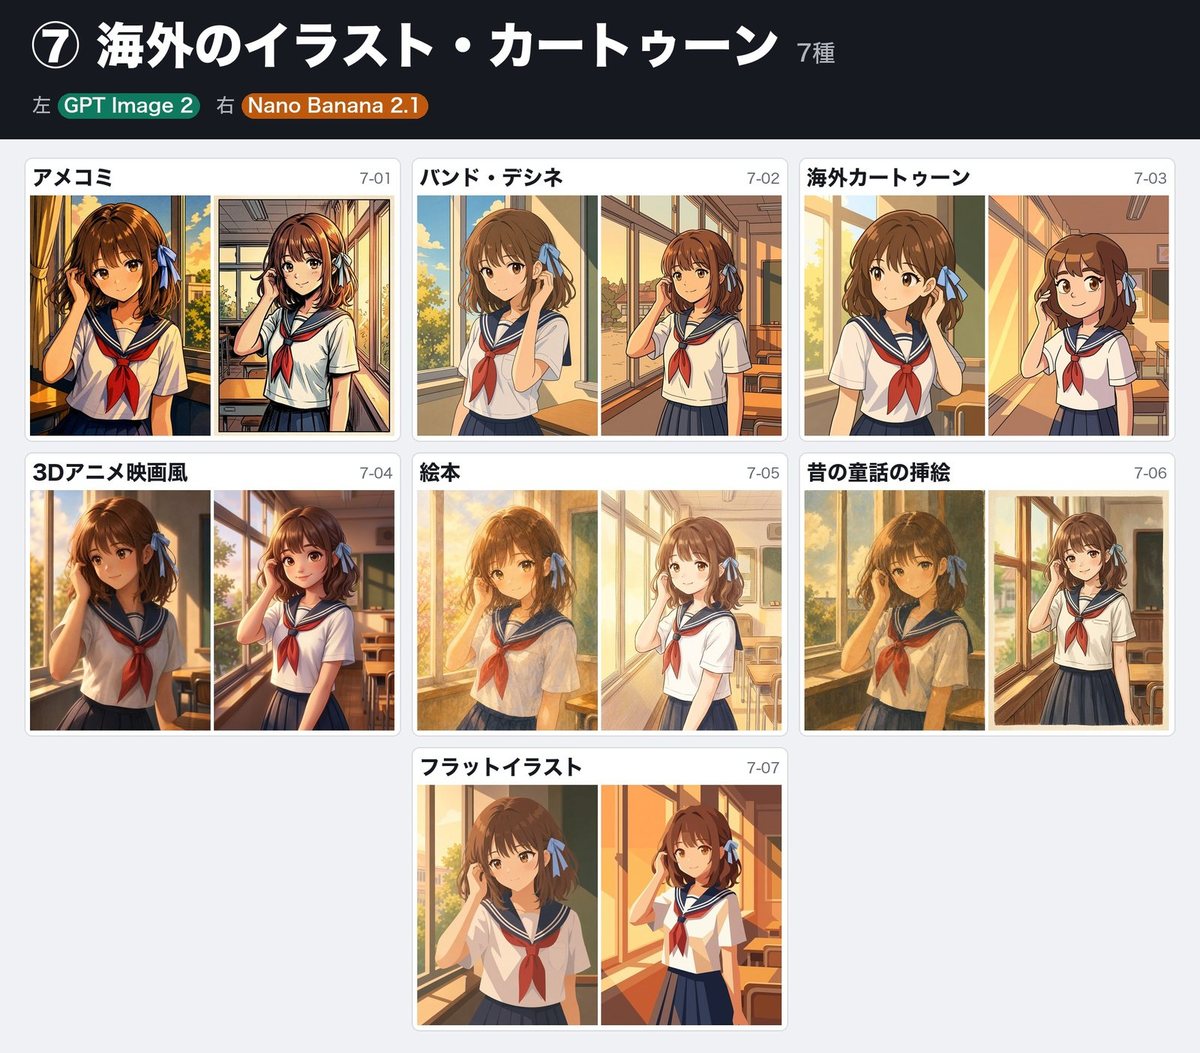 ⑦ 海外のイラスト・カートゥーン 7種
左 GPT Image 2 右 Nano Banana 2.1
アメコミ 7-01
バンド・デシネ 7-02
海外カートゥーン 7-03
3Dアニメ映画風 7-04
絵本 7-05
昔の童話の挿絵 7-06
フラットイラスト 7-07